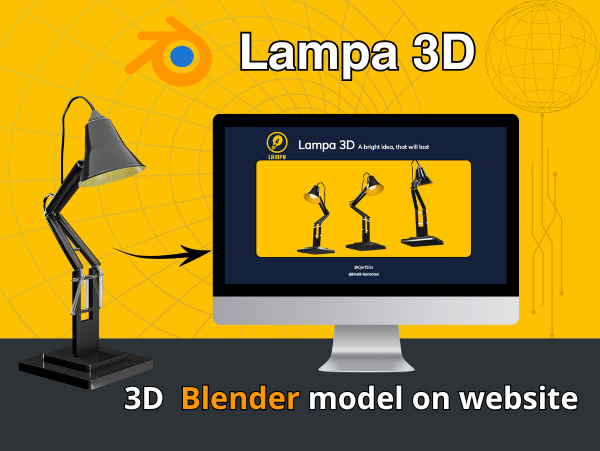 Lampa 3D
LAMPA
Lampa 3D A bright idea, that will last
3D Blender model on website